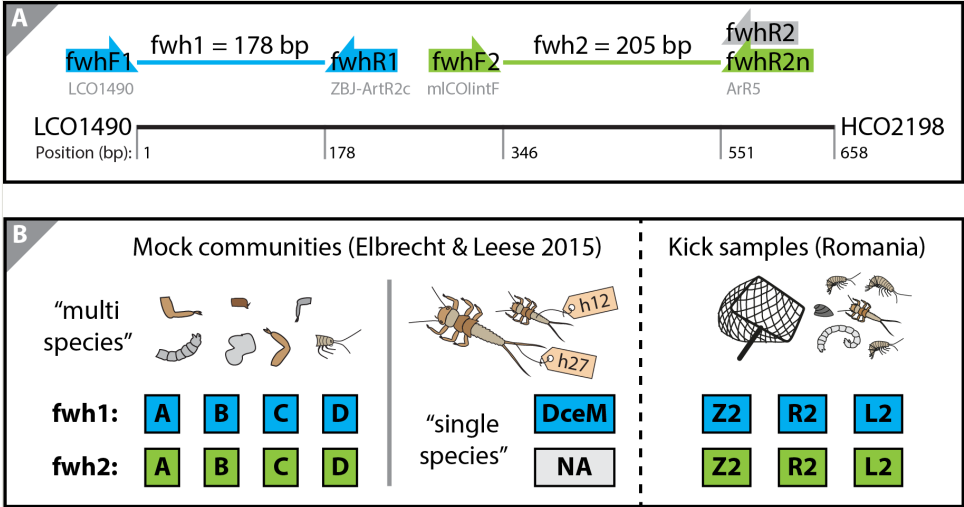 A
fwhF1 fwh1 = 178 bp fwhR1 fwhF2 fwh2 = 205 bp fwhR2
fwhR2n
LCO1490 ZBJ-ArtR2c mlCOIintF ArR5
LCO1490 HCO2198
Position (bp): 1 178 346 551 658
B
Mock communities (Elbrecht & Leese 2015) Kick samples (Romania)
“multi
species”
h12
h27
fwh1: A B C D DceM Z2 R2 L2
“single
species”
fwh2: A B C D NA Z2 R2 L2